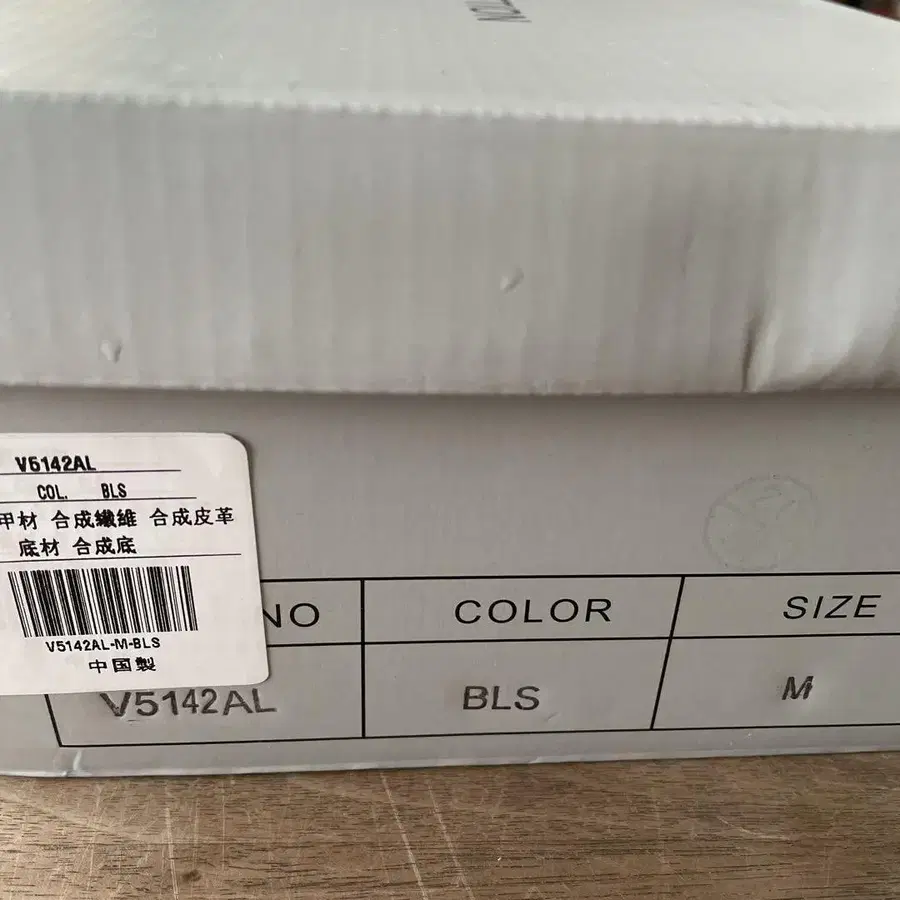 TION
V5142AL
COL. BLS
甲材 合成繊維 合成皮革
底材 合成底
V5142AL-M-BLS
中国製
NO COLOR SIZE
V5142AL BLS M